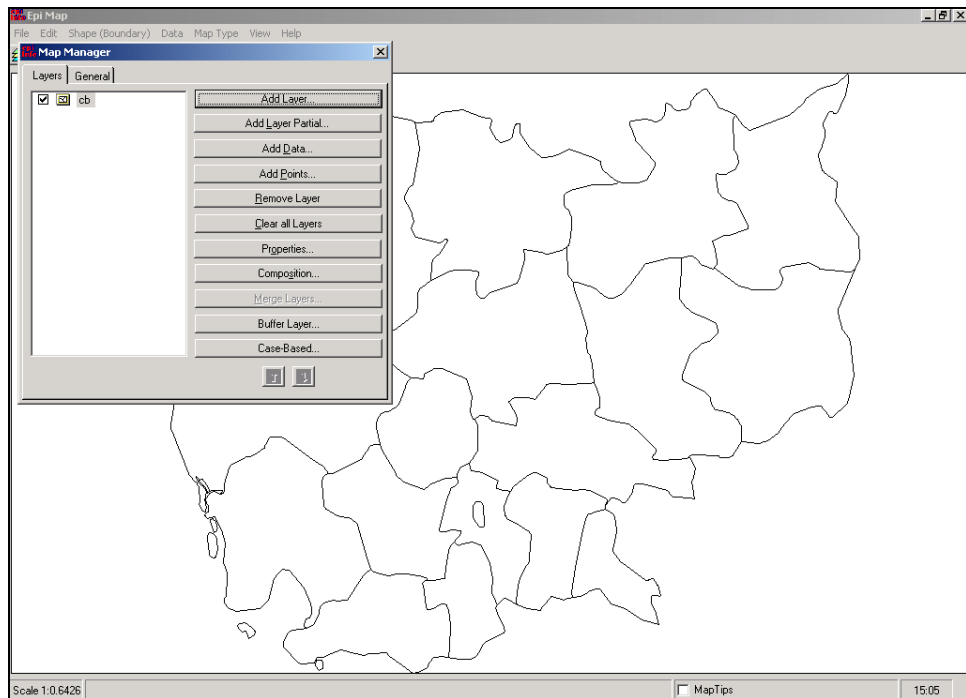 Epi Map
File Edit Shape (Boundary) Data Map Type View Help
Map Manager
Layers General
cb
Add Layer...
Add Layer Partial...
Add Data...
Add Points...
Remove Layer
Clear all Layers
Properties...
Composition...
Merge Layers...
Buffer Layer...
Case-Based...
Scale 1:0.6426 MapTips 15:05